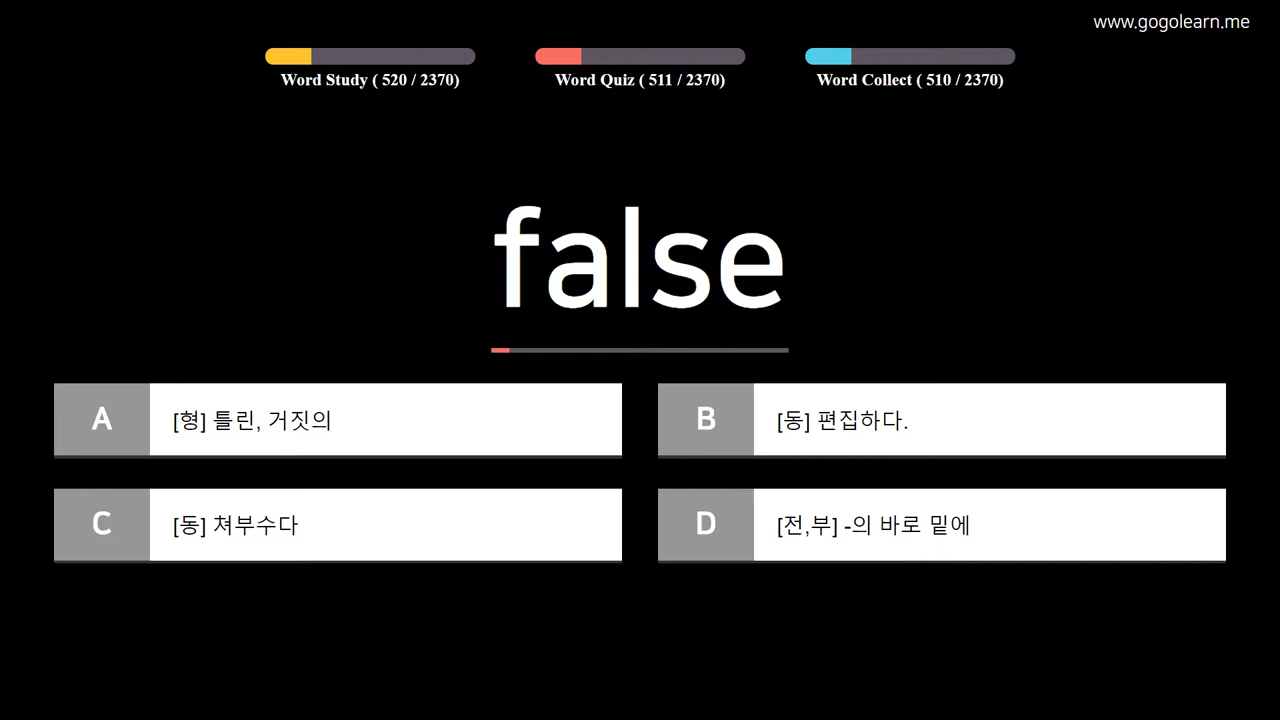 www.gogolearn.me
Word Study ( 520 / 2370)
Word Quiz ( 511 / 2370)
Word Collect ( 510 / 2370)
false
A [형] 틀린, 거짓의
B [동] 편집하다.
C [동] 쳐부수다
D [전,부] -의 바로 밑에